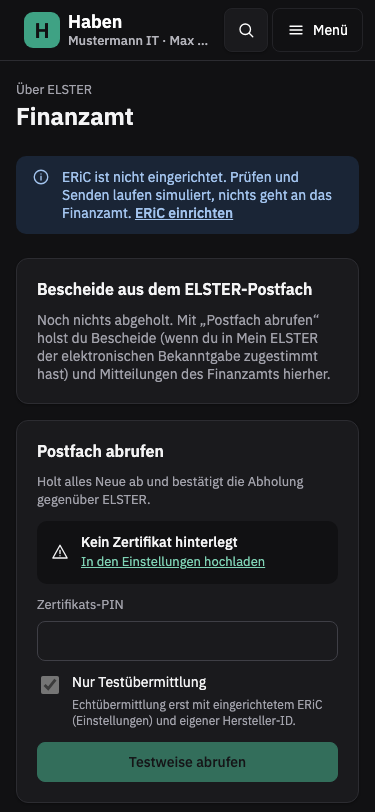 H
Haben
Mustermann IT · Max ...
Menü
Über ELSTER
Finanzamt
ERiC ist nicht eingerichtet. Prüfen und
Senden laufen simuliert, nichts geht an das
Finanzamt. ERiC einrichten
Bescheide aus dem ELSTER-Postfach
Noch nichts abgeholt. Mit „Postfach abrufen“
holst du Bescheide (wenn du in Mein ELSTER
der elektronischen Bekanntgabe zugestimmt
hast) und Mitteilungen des Finanzamts hierher.
Postfach abrufen
Holt alles Neue ab und bestätigt die Abholung
gegenüber ELSTER.
Kein Zertifikat hinterlegt
In den Einstellungen hochladen
Zertifikats-PIN
Nur Testübermittlung
Echtübermittlung erst mit eingerichtetem ERiC
(Einstellungen) und eigener Hersteller-ID.
Testweise abrufen